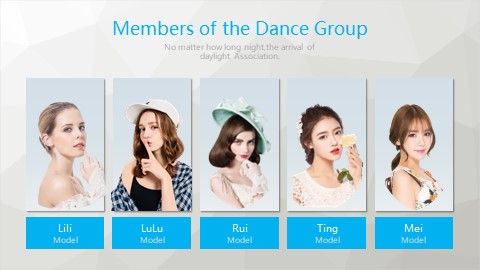 Members of the Dance Group
No matter how long night,the arrival of
daylight Association.
Lili
Model
LuLu
Model
Rui
Model
Ting
Model
Mei
Model